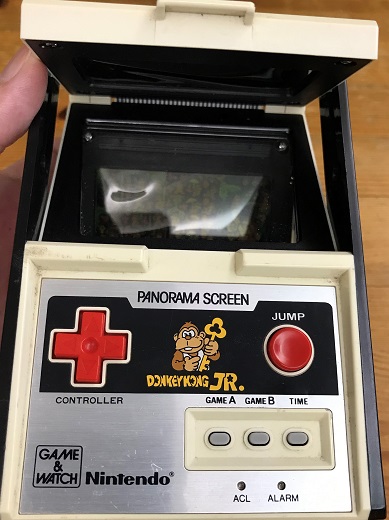 PANORAMA SCREEN
JUMP
DONKEY KONG JR.
CONTROLLER
GAME A GAME B TIME
GAME & WATCH Nintendo®
ACL ALARM